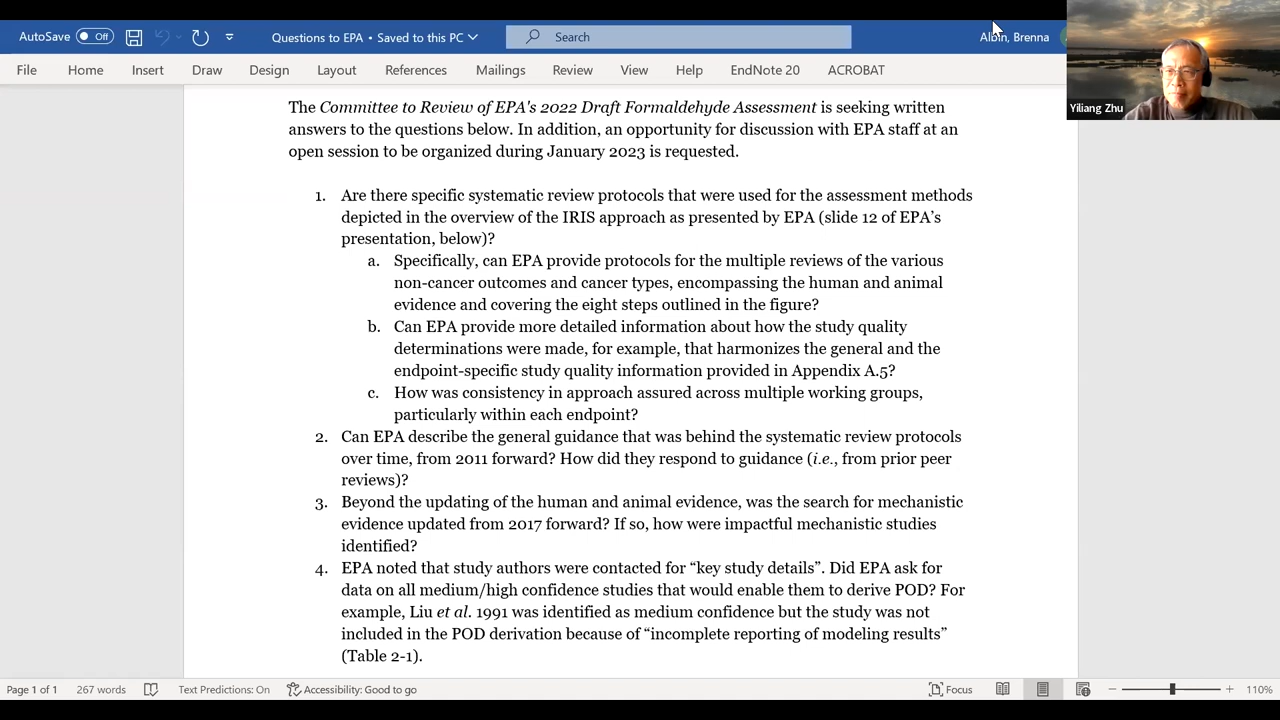 AutoSave Off Questions to EPA • Saved to this PC Search Albin, Brenna
File Home Insert Draw Design Layout References Mailings Review View Help EndNote 20 ACROBAT
Yiliang Zhu
The Committee to Review of EPA's 2022 Draft Formaldehyde Assessment is seeking written
answers to the questions below. In addition, an opportunity for discussion with EPA staff at an
open session to be organized during January 2023 is requested.
1. Are there specific systematic review protocols that were used for the assessment methods
depicted in the overview of the IRIS approach as presented by EPA (slide 12 of EPA's
presentation, below)?
a. Specifically, can EPA provide protocols for the multiple reviews of the various
non-cancer outcomes and cancer types, encompassing the human and animal
evidence and covering the eight steps outlined in the figure?
b. Can EPA provide more detailed information about how the study quality
determinations were made, for example, that harmonizes the general and the
endpoint-specific study quality information provided in Appendix A.5?
c. How was consistency in approach assured across multiple working groups,
particularly within each endpoint?
2. Can EPA describe the general guidance that was behind the systematic review protocols
over time, from 2011 forward? How did they respond to guidance (i.e., from prior peer
reviews)?
3. Beyond the updating of the human and animal evidence, was the search for mechanistic
evidence updated from 2017 forward? If so, how were impactful mechanistic studies
identified?
4. EPA noted that study authors were contacted for “key study details”. Did EPA ask for
data on all medium/high confidence studies that would enable them to derive POD? For
example, Liu et al. 1991 was identified as medium confidence but the study was not
included in the POD derivation because of “incomplete reporting of modeling results”
(Table 2-1).
Page 1 of 1 267 words Text Predictions: On Accessibility: Good to go Focus 110%